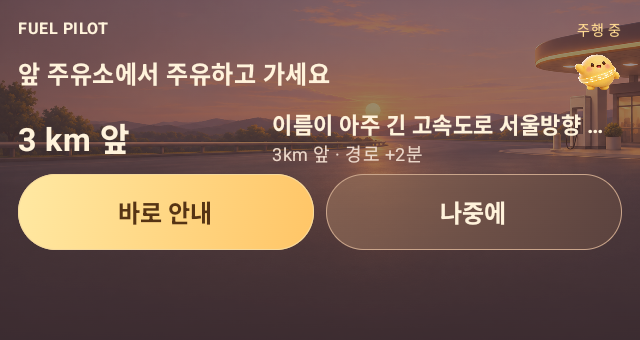 FUEL PILOT
주행 중
앞 주유소에서 주유하고 가세요
3 km 앞
이름이 아주 긴 고속도로 서울방향 ...
3km 앞 · 경로 +2분
바로 안내
나중에